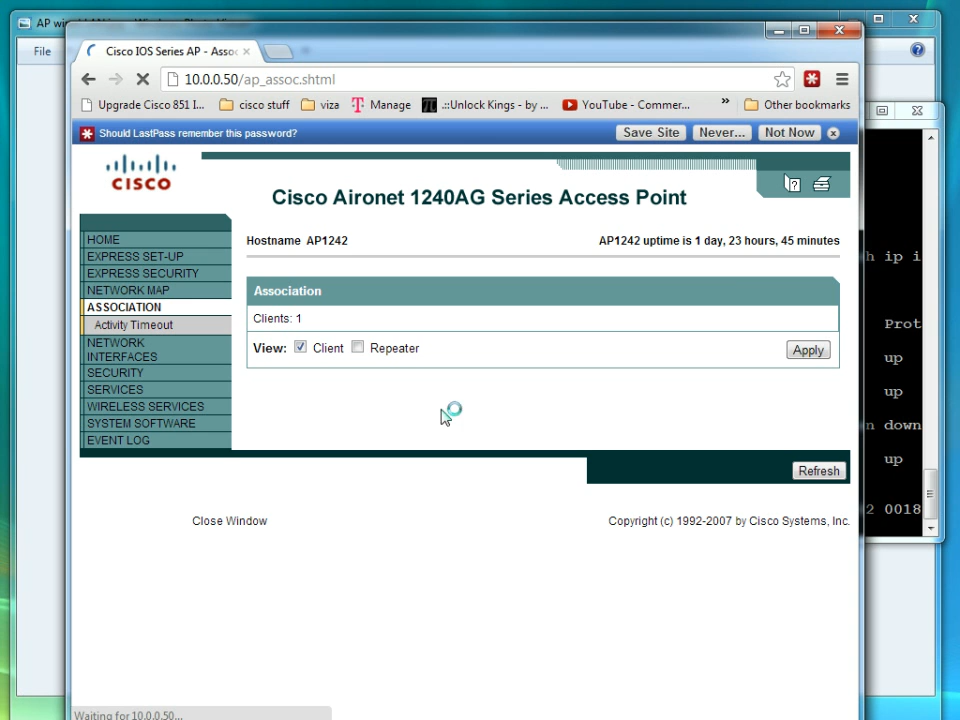 AP wi
File
Cisco IOS Series AP - Assoc
10.0.0.50/ap_assoc.shtml
Upgrade Cisco 851 I...
cisco stuff
viza
Manage
.::Unlock Kings - by ...
YouTube - Commer...
»
Other bookmarks
Should LastPass remember this password?
Save Site
Never...
Not Now
CISCO
Cisco Aironet 1240AG Series Access Point
Hostname AP1242
AP1242 uptime is 1 day, 23 hours, 45 minutes
HOME
EXPRESS SET-UP
EXPRESS SECURITY
NETWORK MAP
ASSOCIATION
Activity Timeout
NETWORK
INTERFACES
SECURITY
SERVICES
WIRELESS SERVICES
SYSTEM SOFTWARE
EVENT LOG
Association
Clients: 1
View: Client Repeater
Apply
Refresh
Close Window
Copyright (c) 1992-2007 by Cisco Systems, Inc.
Waiting for 10.0.0.50...
h ip i
Prot
up
up
n down
up
2 0018